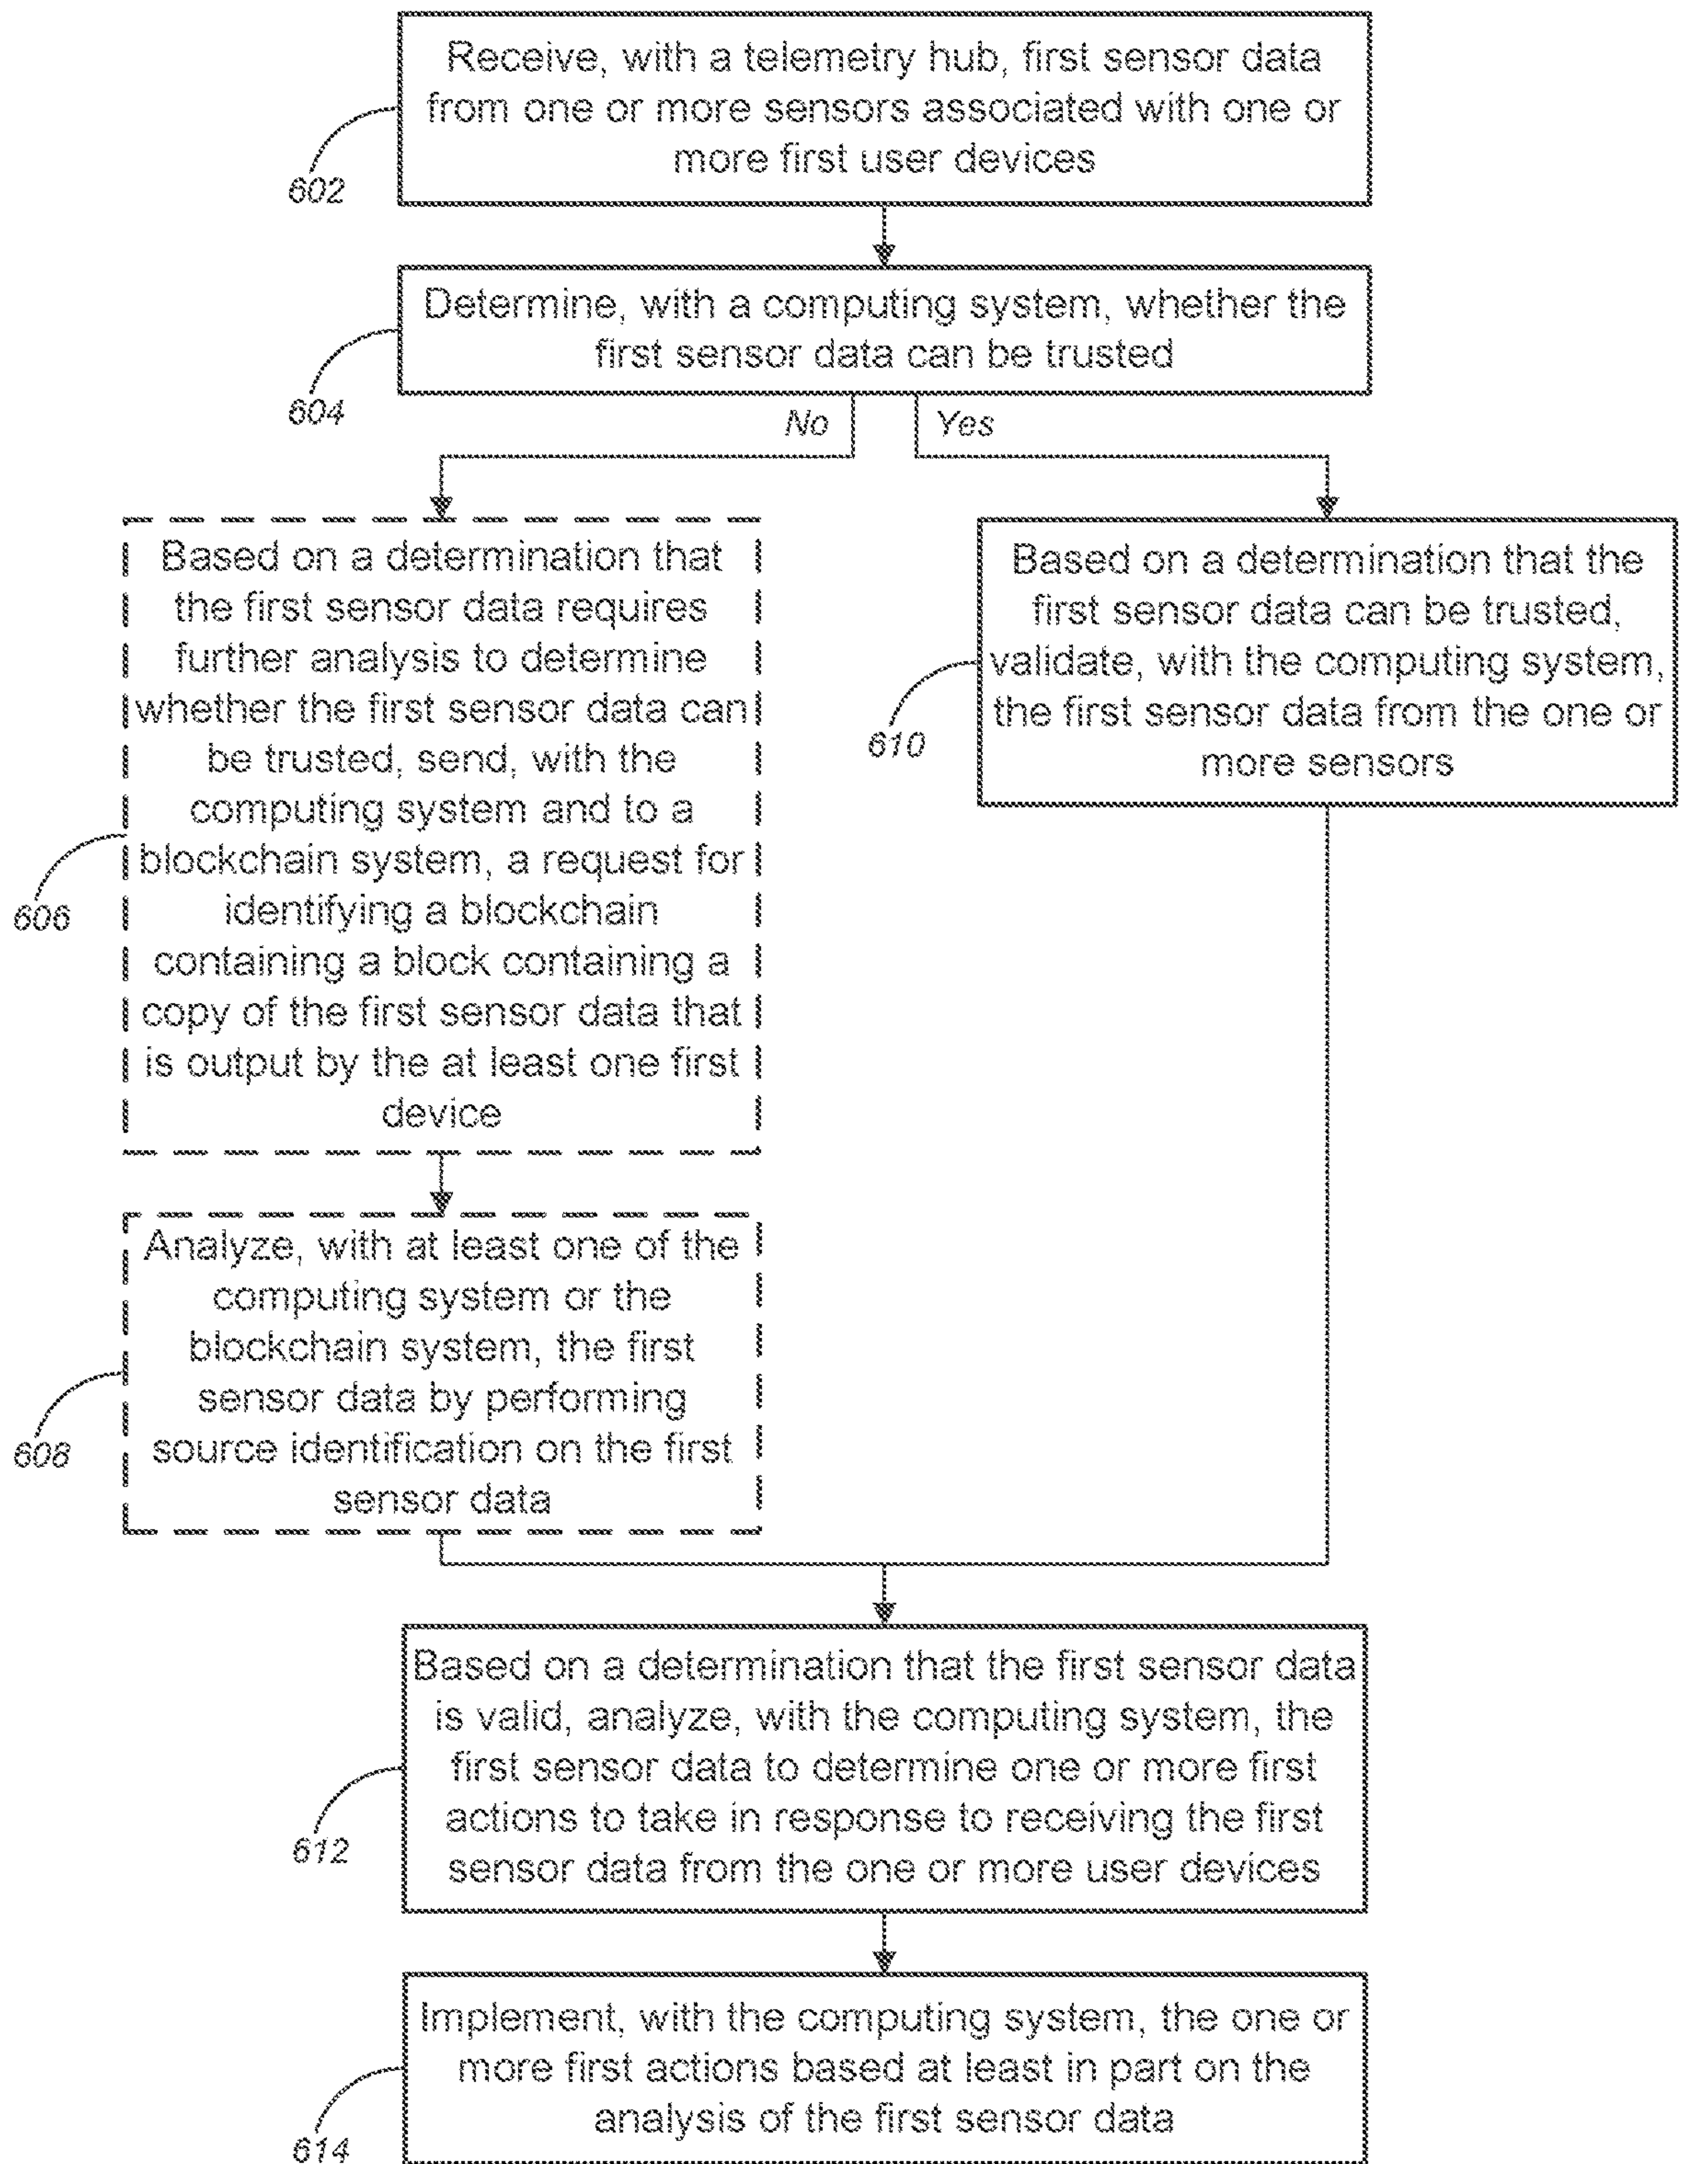 Receive, with a telemetry hub, first sensor data
from one or more sensors associated with one or
more first user devices
602
Determine, with a computing system, whether the
first sensor data can be trusted
604
No
Yes
Based on a determination that
the first sensor data requires
further analysis to determine
whether the first sensor data can
be trusted, send, with the
computing system and to a
blockchain system, a request for
identifying a blockchain
containing a block containing a
copy of the first sensor data that
is output by the at least one first
device
606
Based on a determination that the
first sensor data can be trusted,
validate, with the computing system,
the first sensor data from the one or
more sensors
610
Analyze, with at least one of the
computing system or the
blockchain system, the first
sensor data by performing
source identification on the first
sensor data
608
Based on a determination that the first sensor data
is valid, analyze, with the computing system, the
first sensor data to determine one or more first
actions to take in response to receiving the first
sensor data from the one or more user devices
612
Implement, with the computing system, the one or
more first actions based at least in part on the
analysis of the first sensor data
614